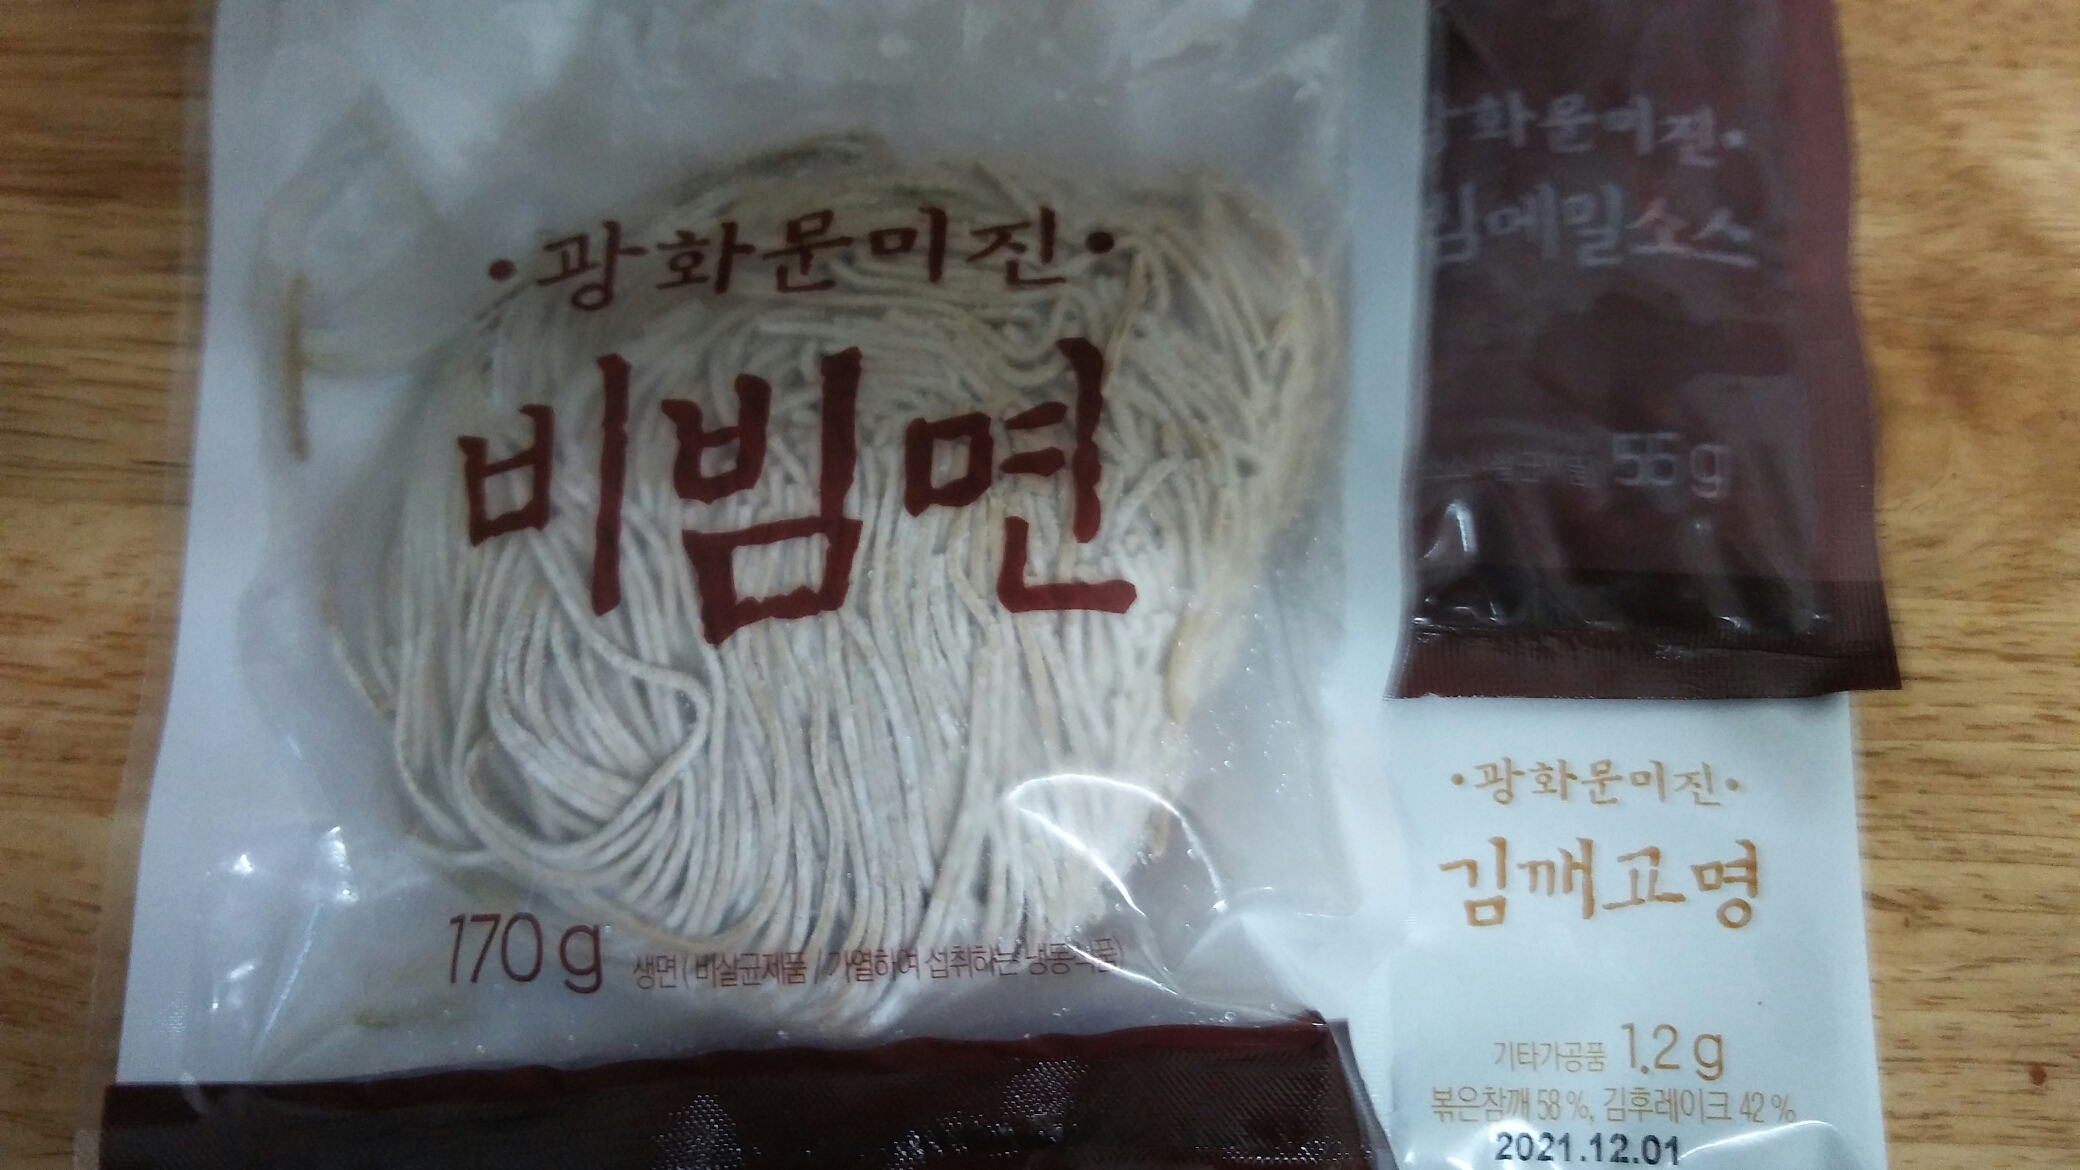 ·광화문미진·
비빔면
170 g 생면 (비살균제품 / 가열하여 섭취하는 냉동식품)
화문미진·
메밀소스
55 g
·광화문미진·
김깨고명
기타가공품 1.2 g
볶은참깨 58 %, 김후레이크 42 %
2021.12.01